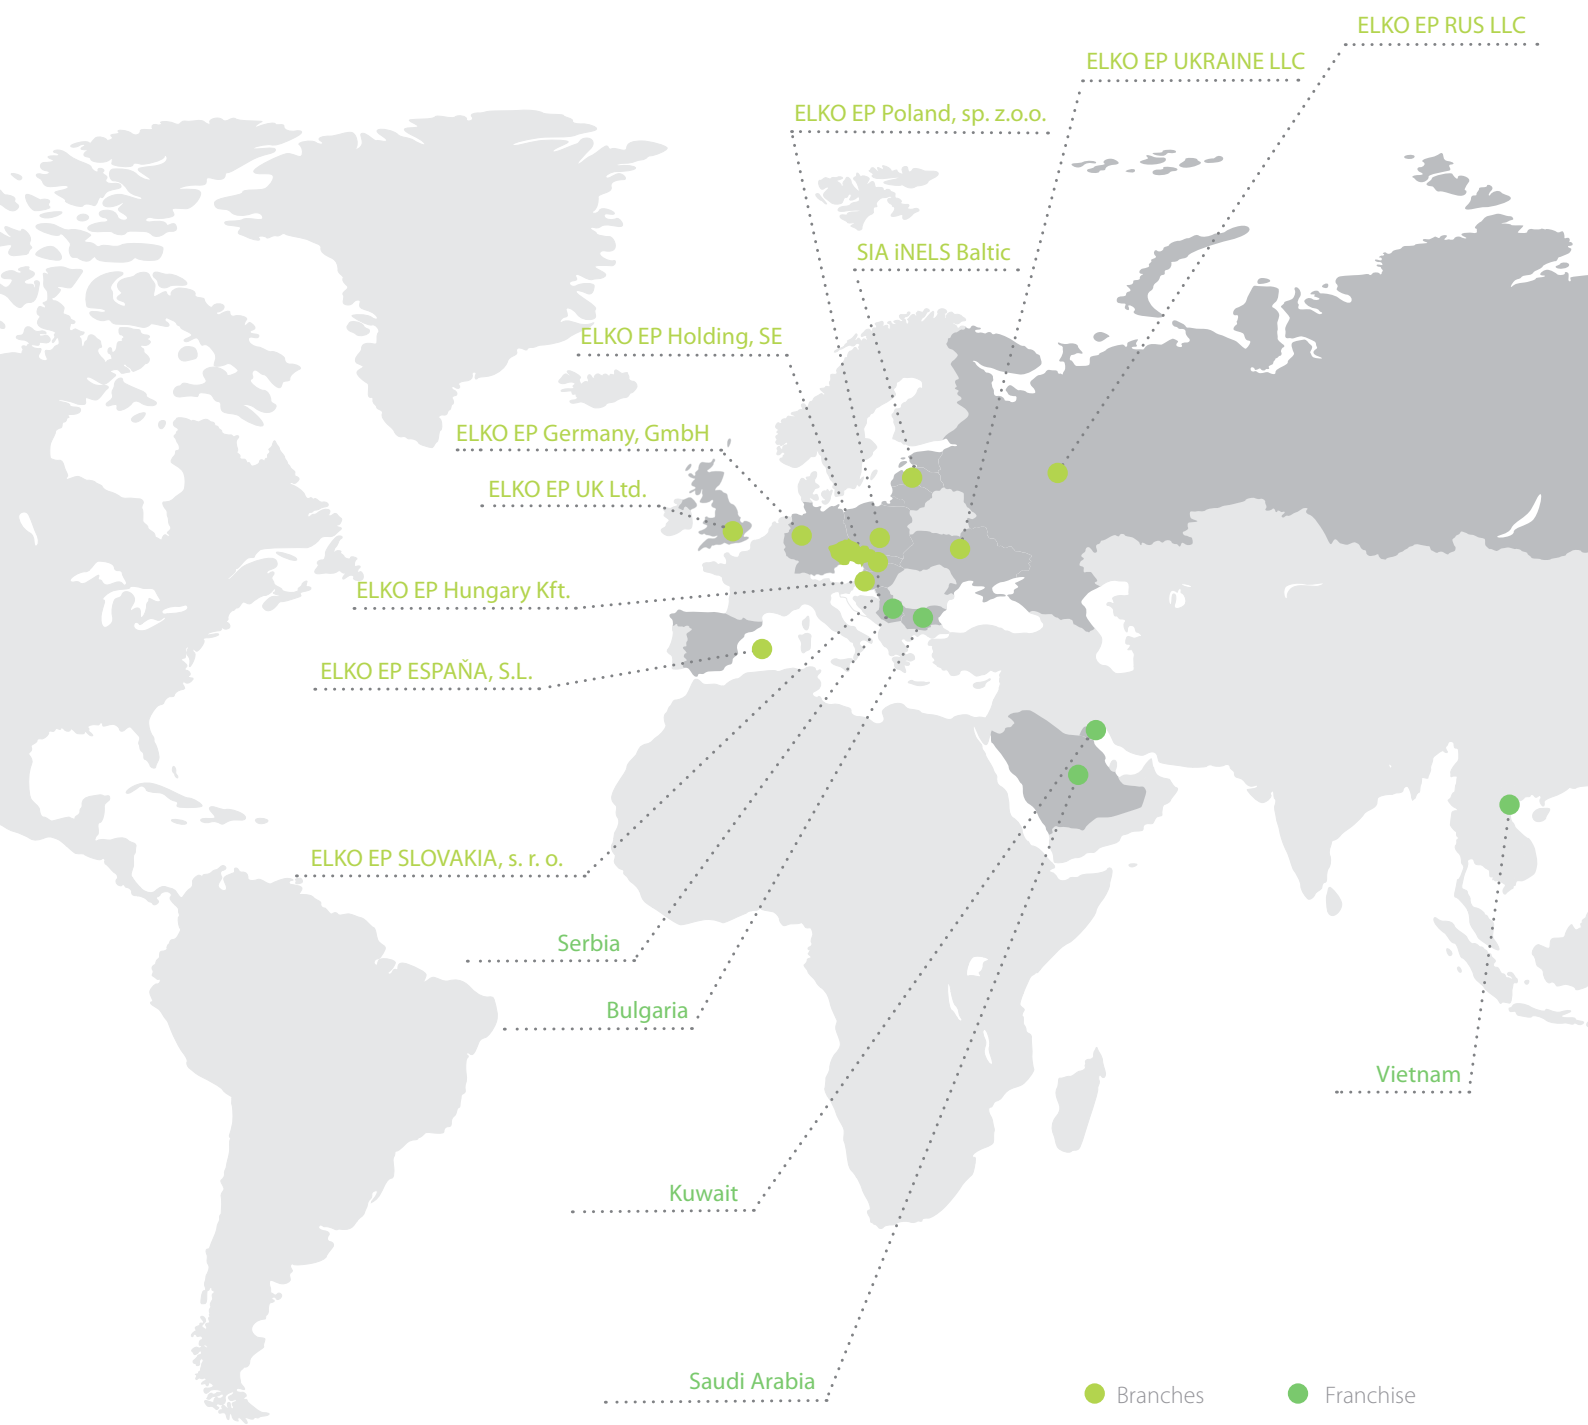 ELKO EP RUS LLC
ELKO EP UKRAINE LLC
ELKO EP Poland, sp. z.o.o.
SIA iNELS Baltic
ELKO EP Holding, SE
ELKO EP Germany, GmbH
ELKO EP UK Ltd.
ELKO EP Hungary Kft.
ELKO EP ESPAŇA, S.L.
ELKO EP SLOVAKIA, s. r. o.
Serbia
Bulgaria
Vietnam
Kuwait
Saudi Arabia
Branches
Franchise